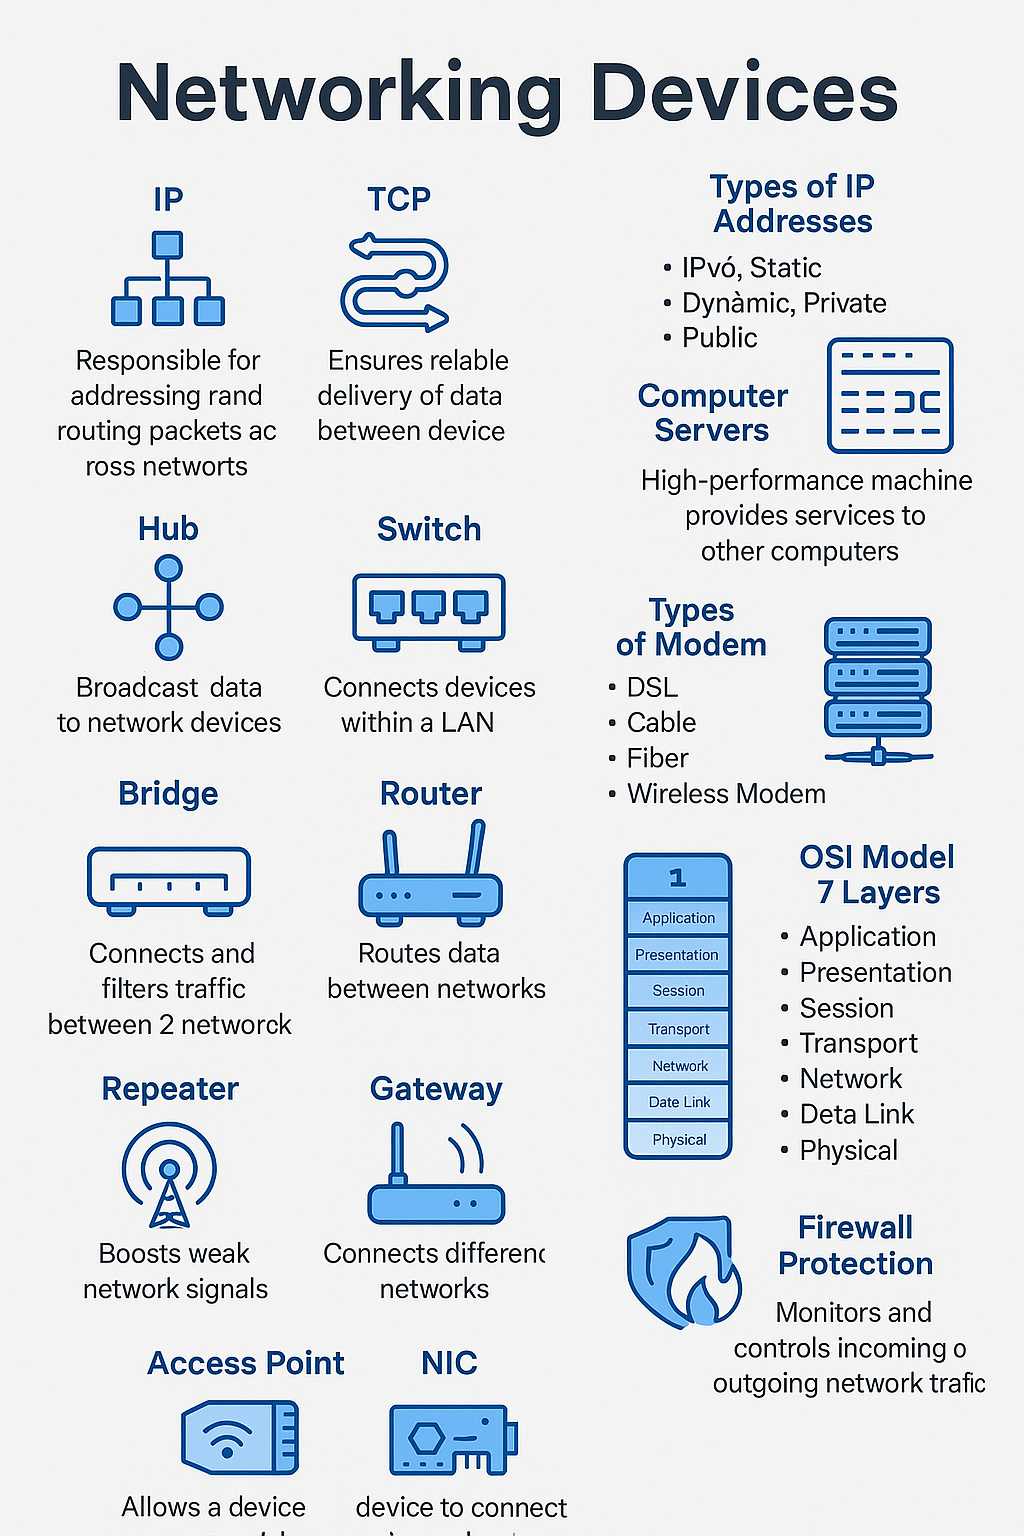 Networking Devices
IP
Responsible for
addressing rand
routing packets ac
ross networts
TCP
Ensures relable
delivery of data
between device
Hub
Broadcast data
to network devices
Switch
Connects devices
within a LAN
Bridge
Connects and
filters traffic
between 2 networck
Router
Routes data
between networks
Repeater
Boosts weak
network signals
Gateway
Connects differenc
networks
Access Point
Allows a device
NIC
device to connect
Types of IP
Addresses
• IPvó, Static
• Dynàmic, Private
• Public
Computer
Servers
High-performance machine
provides services to
other computers
Types
of Modem
• DSL
• Cable
• Fiber
• Wireless Modem
1
Application
Presentation
Session
Transport
Network
Date Link
Physical
OSI Model
7 Layers
• Application
• Presentation
• Session
• Transport
• Network
• Deta Link
• Physical
Firewall
Protection
Monitors and
controls incoming o
outgoing network trafic